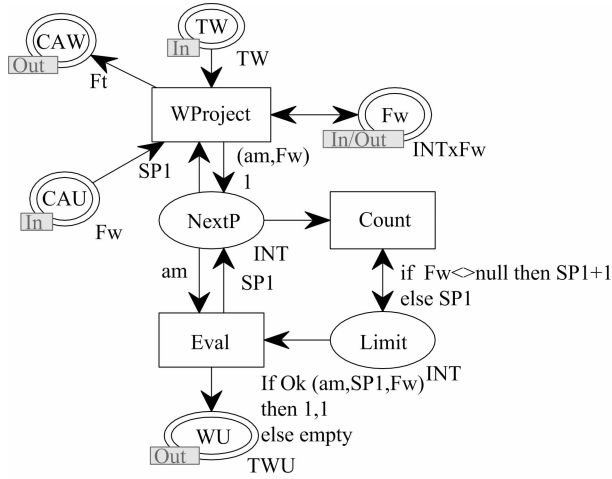 CAW
Out
Ft
TW
In
TW
WProject
Fw
In/Out
INTxFw
CAU
In
Fw
SP1
(am,Fw)
1
NextP
INT
Count
am
SP1
if Fw<>null then SP1+1
else SP1
Eval
Limit
INT
If Ok (am,SP1,Fw)
then 1,1
else empty
WU
Out
TWU